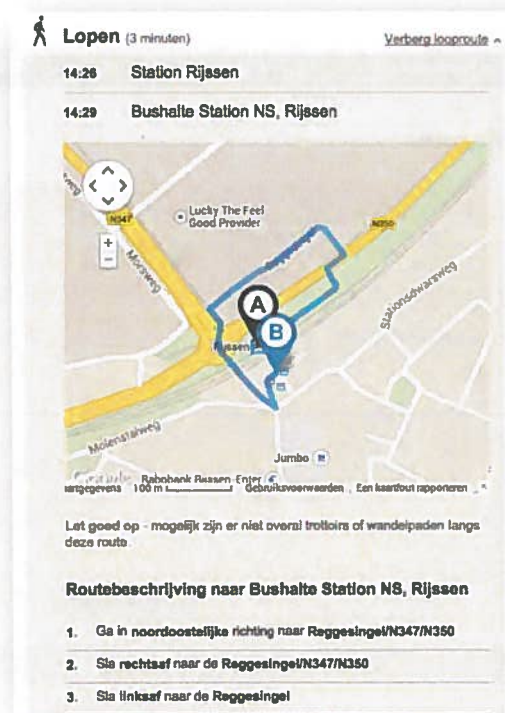 Lopen (3 minuten) Verberg looproute
14:26 Station Rijssen
14:29 Bushalte Station NS, Rijssen
N347
Morsweg
Lucky The Feel
Good Provider
N350
Stationsdwarsweg
A
B
Rijssen
Molenstalweg
Jumbo
Rabobank Rijssen-Enter
100 m Gebruiksvoorwaarden Een kaartfout rapporteren
Let goed op - mogelijk zijn er niet overal trottoirs of wandelpaden langs
deze route.
Routebeschrijving naar Bushalte Station NS, Rijssen
1. Ga in noordoostelijke richting naar Reggesingel/N347/N350
2. Sla rechtsaf naar de Reggesingel/N347/N350
3. Sla linksaf naar de Reggesingel